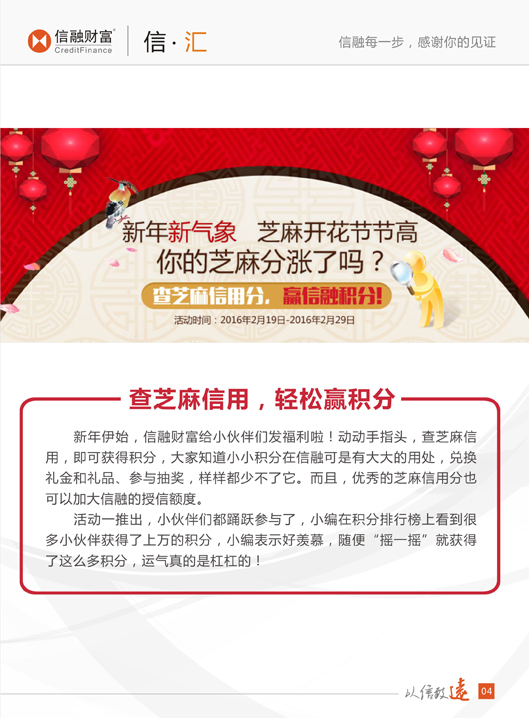 信融财富
CreditFinance
信·汇
信融每一步，感谢你的见证
新年新气象 芝麻开花节节高
你的芝麻分涨了吗？
查芝麻信用分，赢信融积分！
活动时间：2016年2月19日-2016年2月29日
查芝麻信用，轻松赢积分
新年伊始，信融财富给小伙伴们发福利啦！动动手指头，查芝麻信
用，即可获得积分，大家知道小小积分在信融可是有大大的用处，兑换
礼金和礼品、参与抽奖，样样都少不了它。而且，优秀的芝麻信用分也
可以加大信融的授信额度。
活动一推出，小伙伴们都踊跃参与了，小编在积分排行榜上看到很
多小伙伴获得了上万的积分，小编表示好羡慕，随便“摇一摇”就获得
了这么多积分，运气真的是杠杠的！
以信致远
04